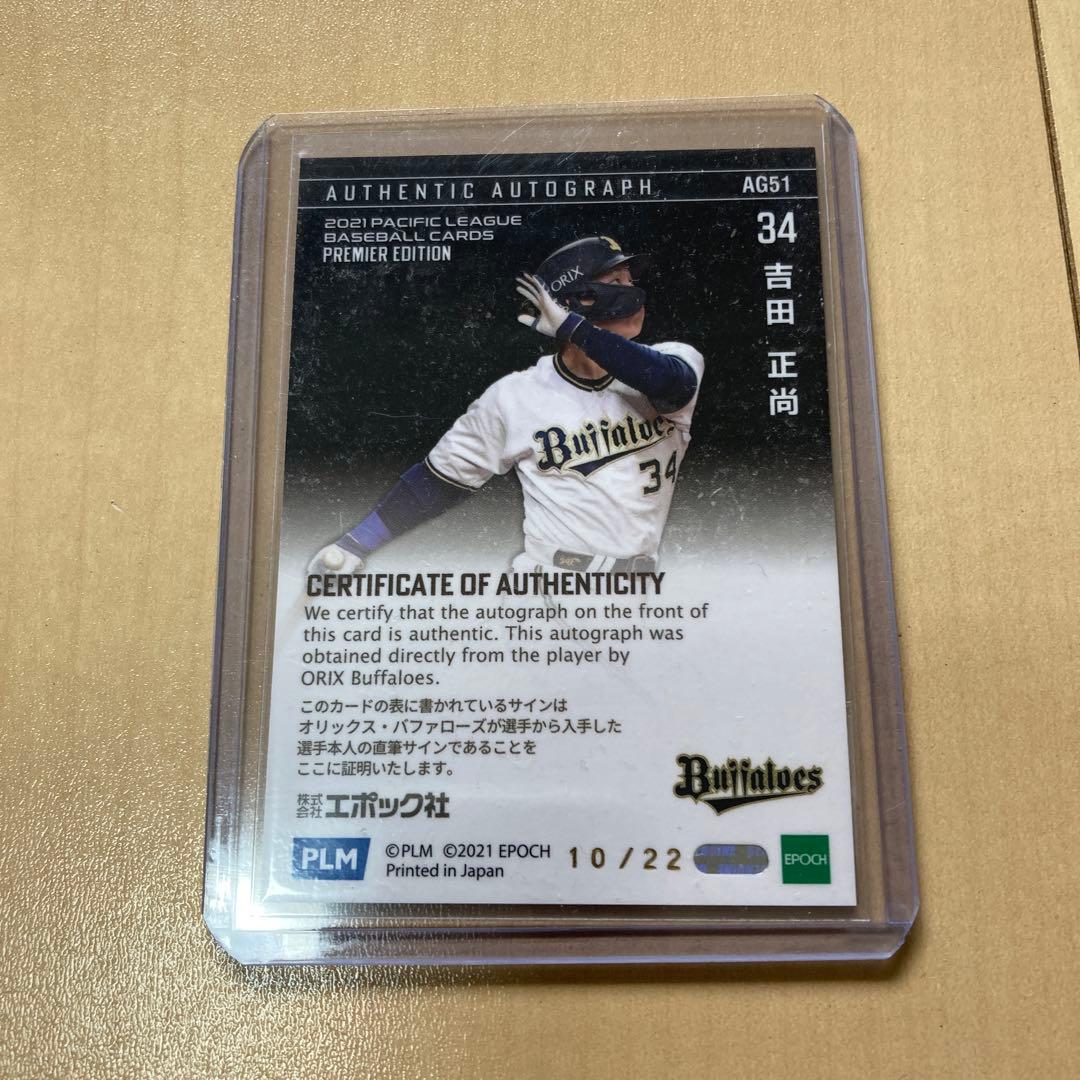 AUTHENTIC AUTOGRAPH
AG51
2021 PACIFIC LEAGUE
BASEBALL CARDS
PREMIER EDITION
34
吉田 正尚
ORIX
Buffaloes
34
CERTIFICATE OF AUTHENTICITY
We certify that the autograph on the front of
this card is authentic. This autograph was
obtained directly from the player by
ORIX Buffaloes.
このカードの表に書かれているサインは
オリックス・バファローズが選手から入手した
選手本人の直筆サインであることを
ここに証明いたします。
Buffaloes
株式会社エポック社
PLM
©PLM ©2021 EPOCH
Printed in Japan
10/22
EPOCH